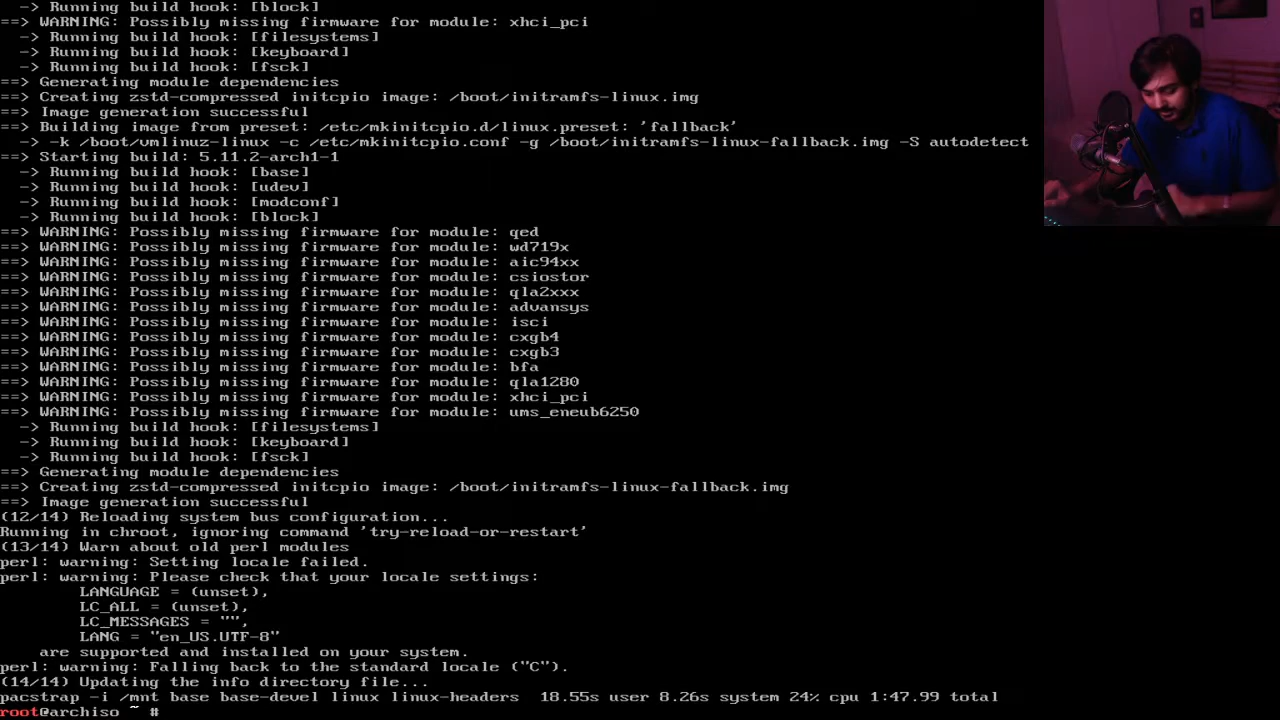 -> Running build hook: [block]
==> WARNING: Possibly missing firmware for module: xhci_pci
-> Running build hook: [filesystems]
-> Running build hook: [keyboard]
-> Running build hook: [fsck]
==> Generating module dependencies
==> Creating zstd-compressed initcpio image: /boot/initramfs-linux.img
==> Image generation successful
==> Building image from preset: /etc/mkinitcpio.d/linux.preset: 'fallback'
-> -k /boot/vmlinuz-linux -c /etc/mkinitcpio.conf -g /boot/initramfs-linux-fallback.img -S autodetect
==> Starting build: 5.11.2-arch1-1
-> Running build hook: [base]
-> Running build hook: [udev]
-> Running build hook: [modconf]
-> Running build hook: [block]
==> WARNING: Possibly missing firmware for module: qed
==> WARNING: Possibly missing firmware for module: wd719x
==> WARNING: Possibly missing firmware for module: aic94xx
==> WARNING: Possibly missing firmware for module: csiostor
==> WARNING: Possibly missing firmware for module: qla2xxx
==> WARNING: Possibly missing firmware for module: advansys
==> WARNING: Possibly missing firmware for module: isci
==> WARNING: Possibly missing firmware for module: cxgb4
==> WARNING: Possibly missing firmware for module: cxgb3
==> WARNING: Possibly missing firmware for module: bfa
==> WARNING: Possibly missing firmware for module: qla1280
==> WARNING: Possibly missing firmware for module: xhci_pci
==> WARNING: Possibly missing firmware for module: ums_eneub6250
-> Running build hook: [filesystems]
-> Running build hook: [keyboard]
-> Running build hook: [fsck]
==> Generating module dependencies
==> Creating zstd-compressed initcpio image: /boot/initramfs-linux-fallback.img
==> Image generation successful
(12/14) Reloading system bus configuration...
Running in chroot, ignoring command 'try-reload-or-restart'
(13/14) Warn about old perl modules
perl: warning: Setting locale failed.
perl: warning: Please check that your locale settings:
LANGUAGE = (unset),
LC_ALL = (unset),
LC_MESSAGES = "",
LANG = "en_US.UTF-8"
are supported and installed on your system.
perl: warning: Falling back to the standard locale ("C").
(14/14) Updating the info directory file...
pacstrap -i /mnt base base-devel linux linux-headers  18.55s user 8.26s system 24% cpu 1:47.99 total
root@archiso ~ #